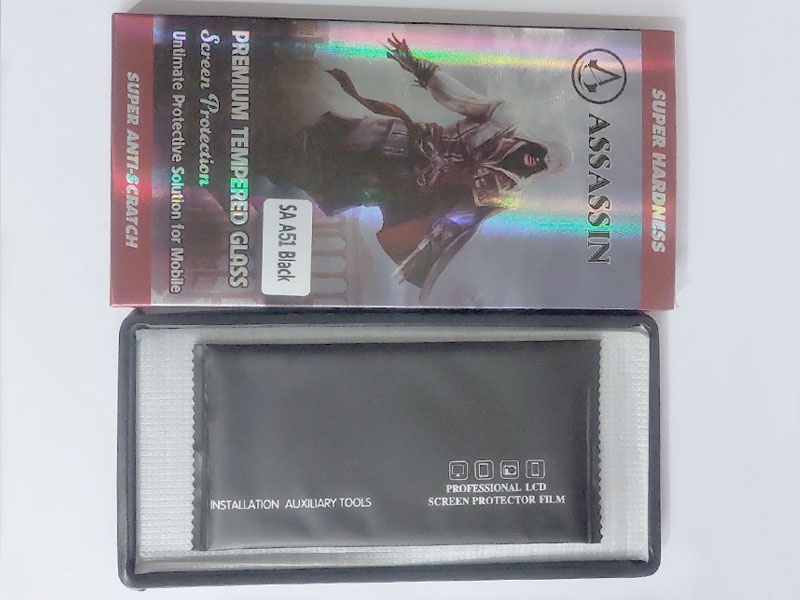 SUPER HARDNESS
ASSASSIN
SA A51 Black
PREMIUM TEMPERED GLASS
Screen Protection
Untimate Protective Solution for Mobile
SUPER ANTI-SCRATCH
INSTALLATION AUXILIARY TOOLS
PROFESSIONAL LCD
SCREEN PROTECTOR FILM